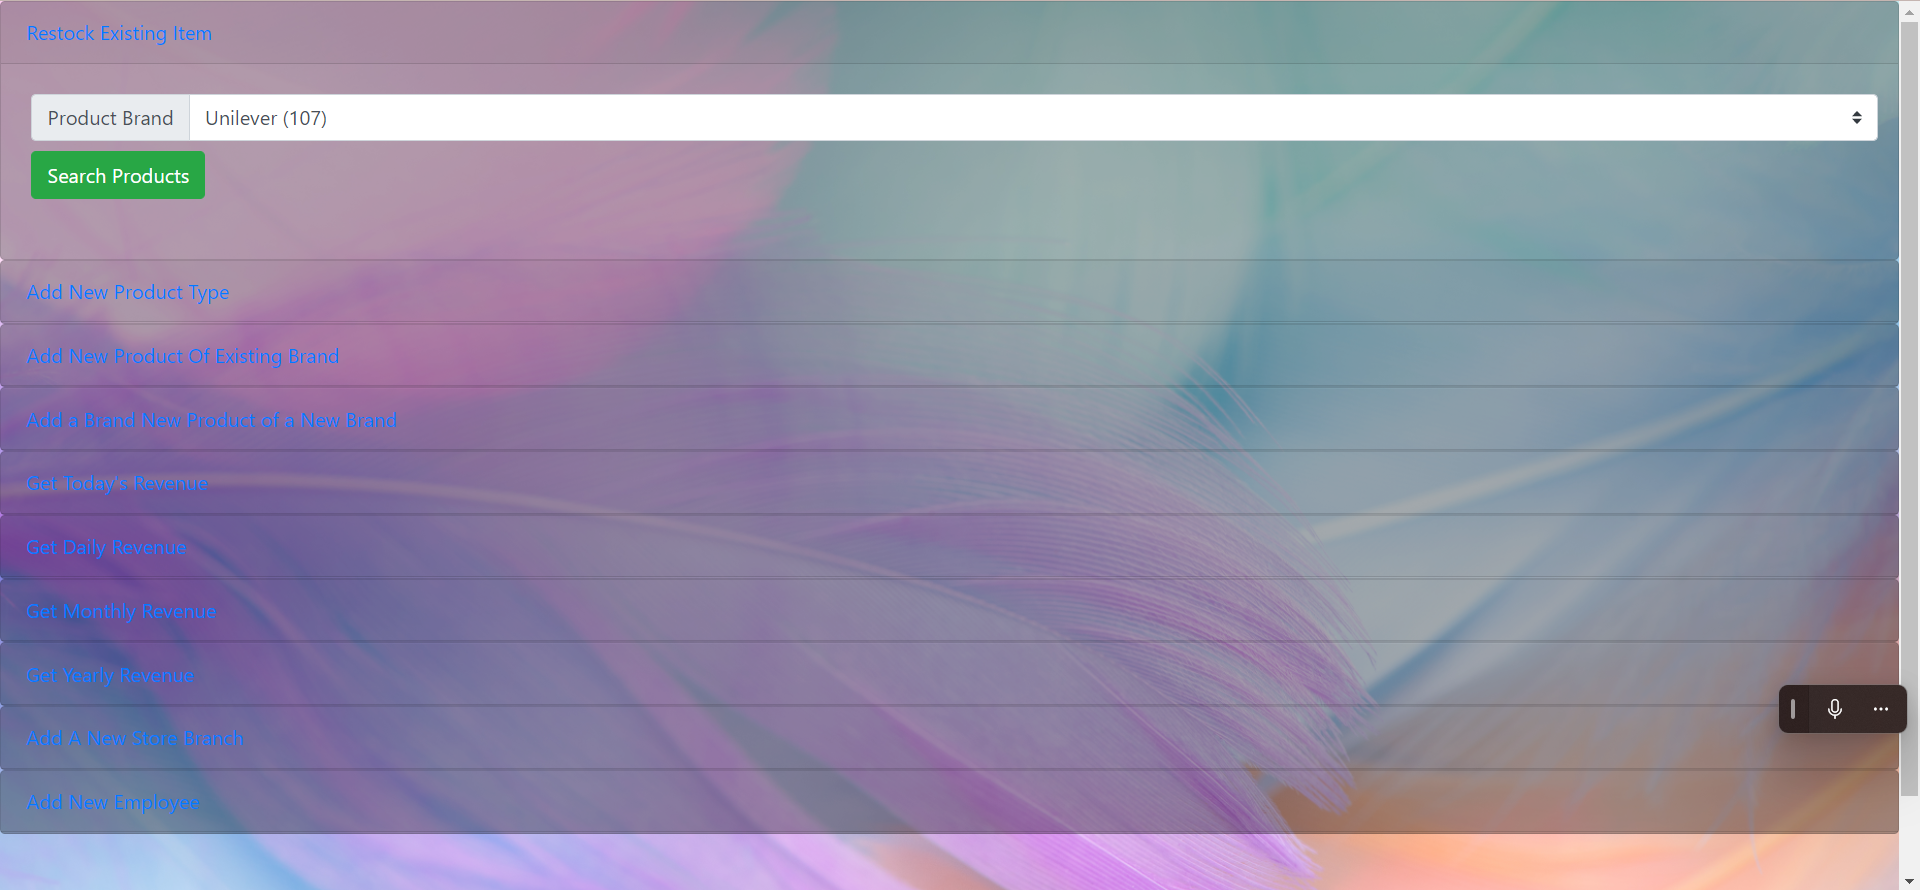 Restock Existing Item
Product Brand Unilever (107)
Search Products
Add New Product Type
Add New Product Of Existing Brand
Add a Brand New Product of a New Brand
Get Today's Revenue
Get Daily Revenue
Get Monthly Revenue
Get Yearly Revenue
Add A New Store Branch
Add New Employee